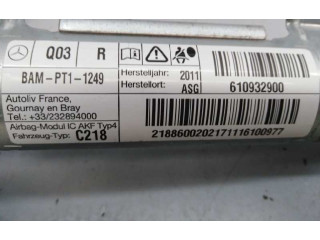 Q03 R
BAM-PT1-1249
Autoliv France,
Gournay en Bray
Tel.: +33/232894000
Airbag-Modul IC AKF Typ4
Fahrzeug-Typ: C218
Herstelljahr: 2011
Herstellort: ASG
610932900
2188600202171116100977